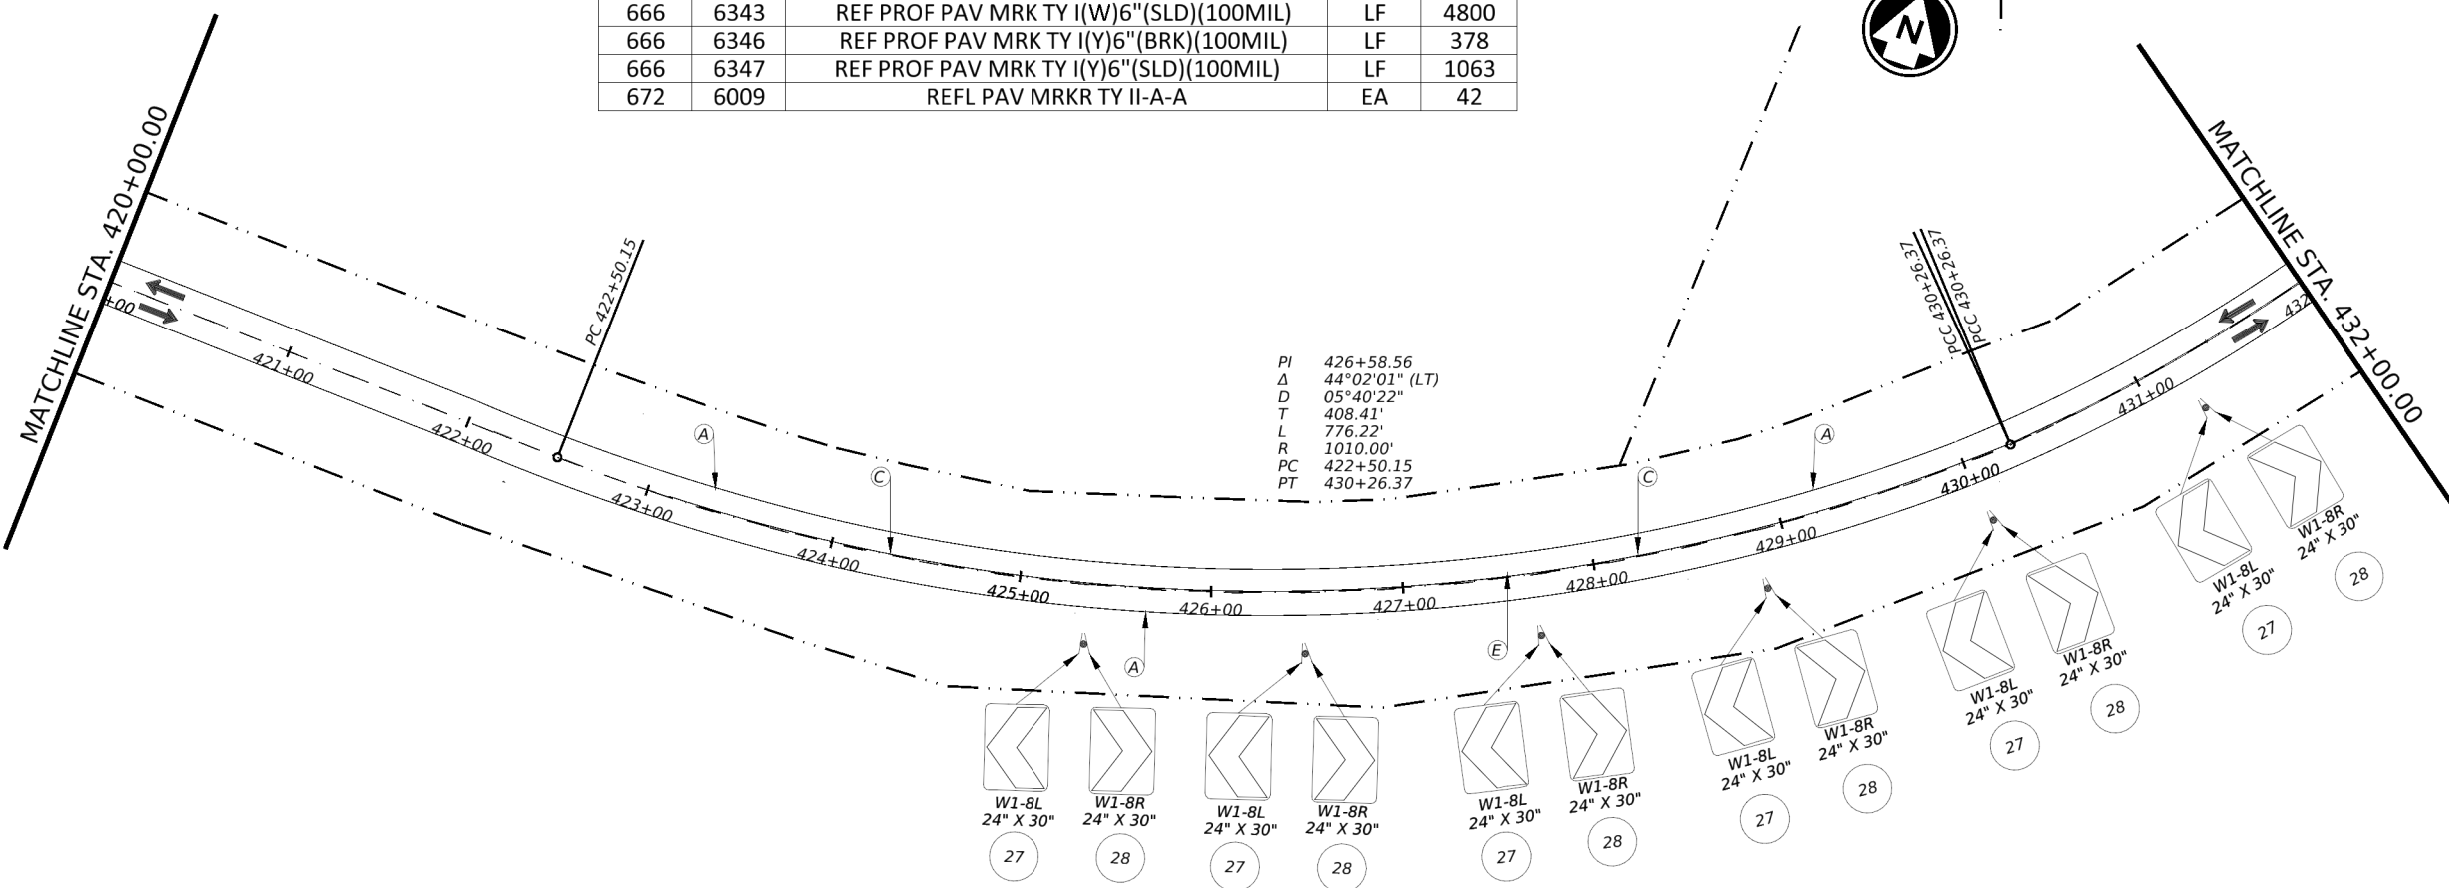 666 6343 REF PROF PAV MRK TY I(W)6"(SLD)(100MIL) LF 4800
666 6346 REF PROF PAV MRK TY I(Y)6"(BRK)(100MIL) LF 378
666 6347 REF PROF PAV MRK TY I(Y)6"(SLD)(100MIL) LF 1063
672 6009 REFL PAV MRKR TY II-A-A EA 42
N
MATCHLINE STA. 420+00.00
MATCHLINE STA. 432+00.00
PC 422+50.15
PCC 430+26.37
PCC 430+26.37
+00
421+00
422+00
423+00
424+00
425+00
426+00
427+00
428+00
429+00
430+00
431+00
432
A
C
A
E
C
A
PI 426+58.56
Δ 44°02'01" (LT)
D 05°40'22"
T 408.41'
L 776.22'
R 1010.00'
PC 422+50.15
PT 430+26.37
W1-8L
24" X 30"
27
W1-8R
24" X 30"
28
W1-8L
24" X 30"
27
W1-8R
24" X 30"
28
W1-8L
24" X 30"
27
W1-8R
24" X 30"
28
W1-8L
24" X 30"
27
W1-8R
24" X 30"
28
W1-8L
24" X 30"
27
W1-8R
24" X 30"
28
W1-8L
24" X 30"
27
W1-8R
24" X 30"
28